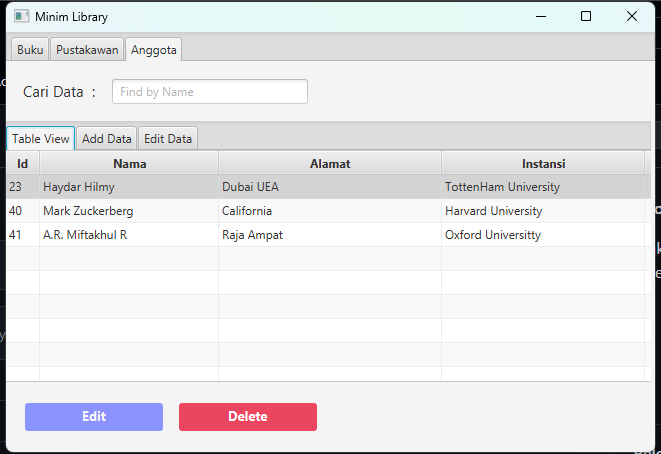 Minim Library
Buku Pustakawan Anggota
Cari Data : Find by Name
Table View Add Data Edit Data
Id Nama Alamat Instansi
23 Haydar Hilmy Dubai UEA TottenHam University
40 Mark Zuckerberg California Harvard University
41 A.R. Miftakhul R Raja Ampat Oxford Universitty
Edit Delete